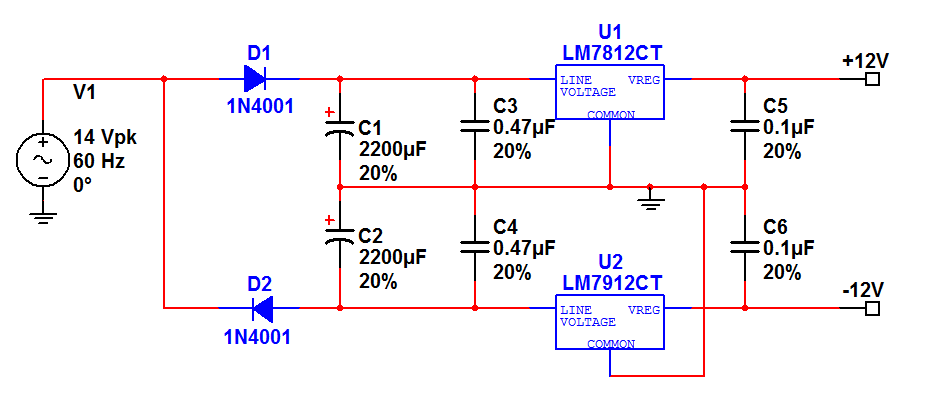 V1
14 Vpk
60 Hz
0°
D1
1N4001
D2
1N4001
+
C1
2200µF
20%
+
C2
2200µF
20%
C3
0.47µF
20%
C4
0.47µF
20%
U1
LM7812CT
LINE VREG
VOLTAGE
COMMON
U2
LM7912CT
LINE VREG
VOLTAGE
COMMON
C5
0.1µF
20%
C6
0.1µF
20%
+12V
-12V